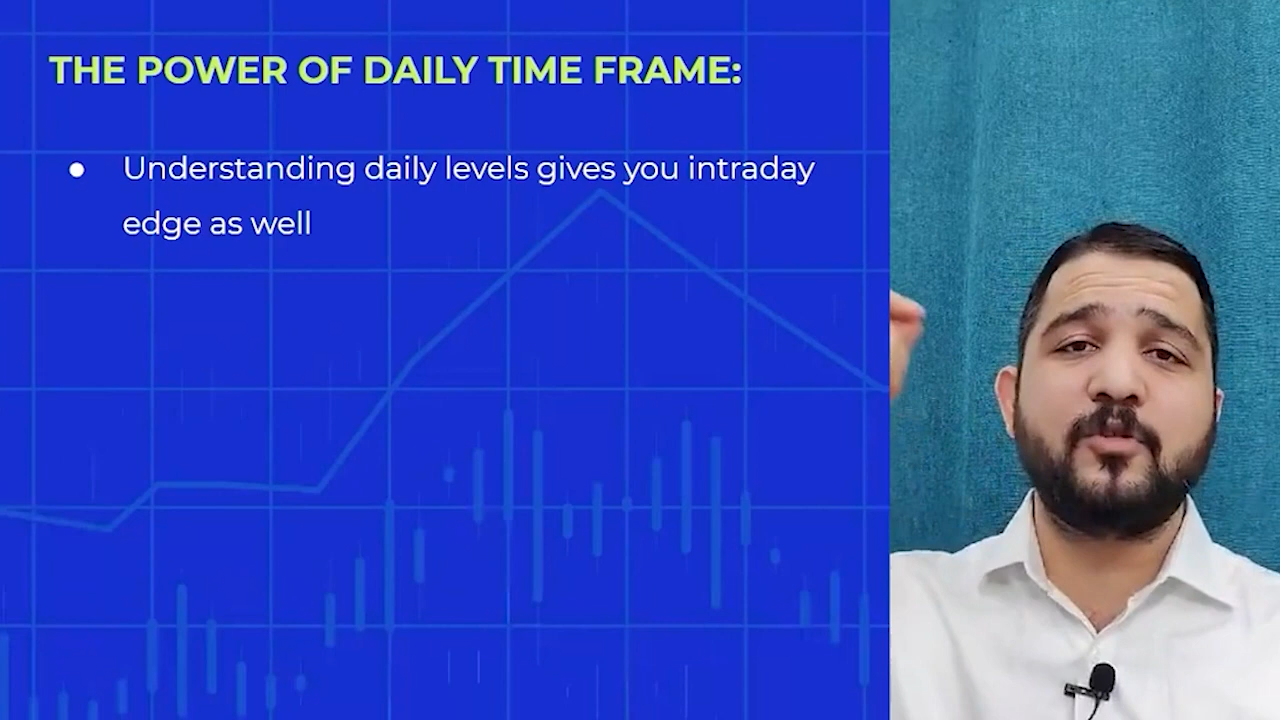 THE POWER OF DAILY TIME FRAME:
● Understanding daily levels gives you intraday
edge as well